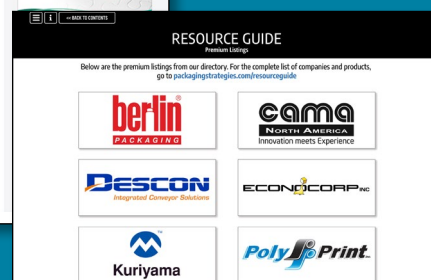 << BACK TO CONTENTS
RESOURCE GUIDE
Premium Listings
Below are the premium listings from our directory. For the complete list of companies and products,
go to packagingstrategies.com/resourceguide
berlin®
PACKAGING
cama
NORTH AMERICA
Innovation meets Experience
DESCON
Integrated Conveyor Solutions
ECONOCORP INC
Kuriyama
Poly Print